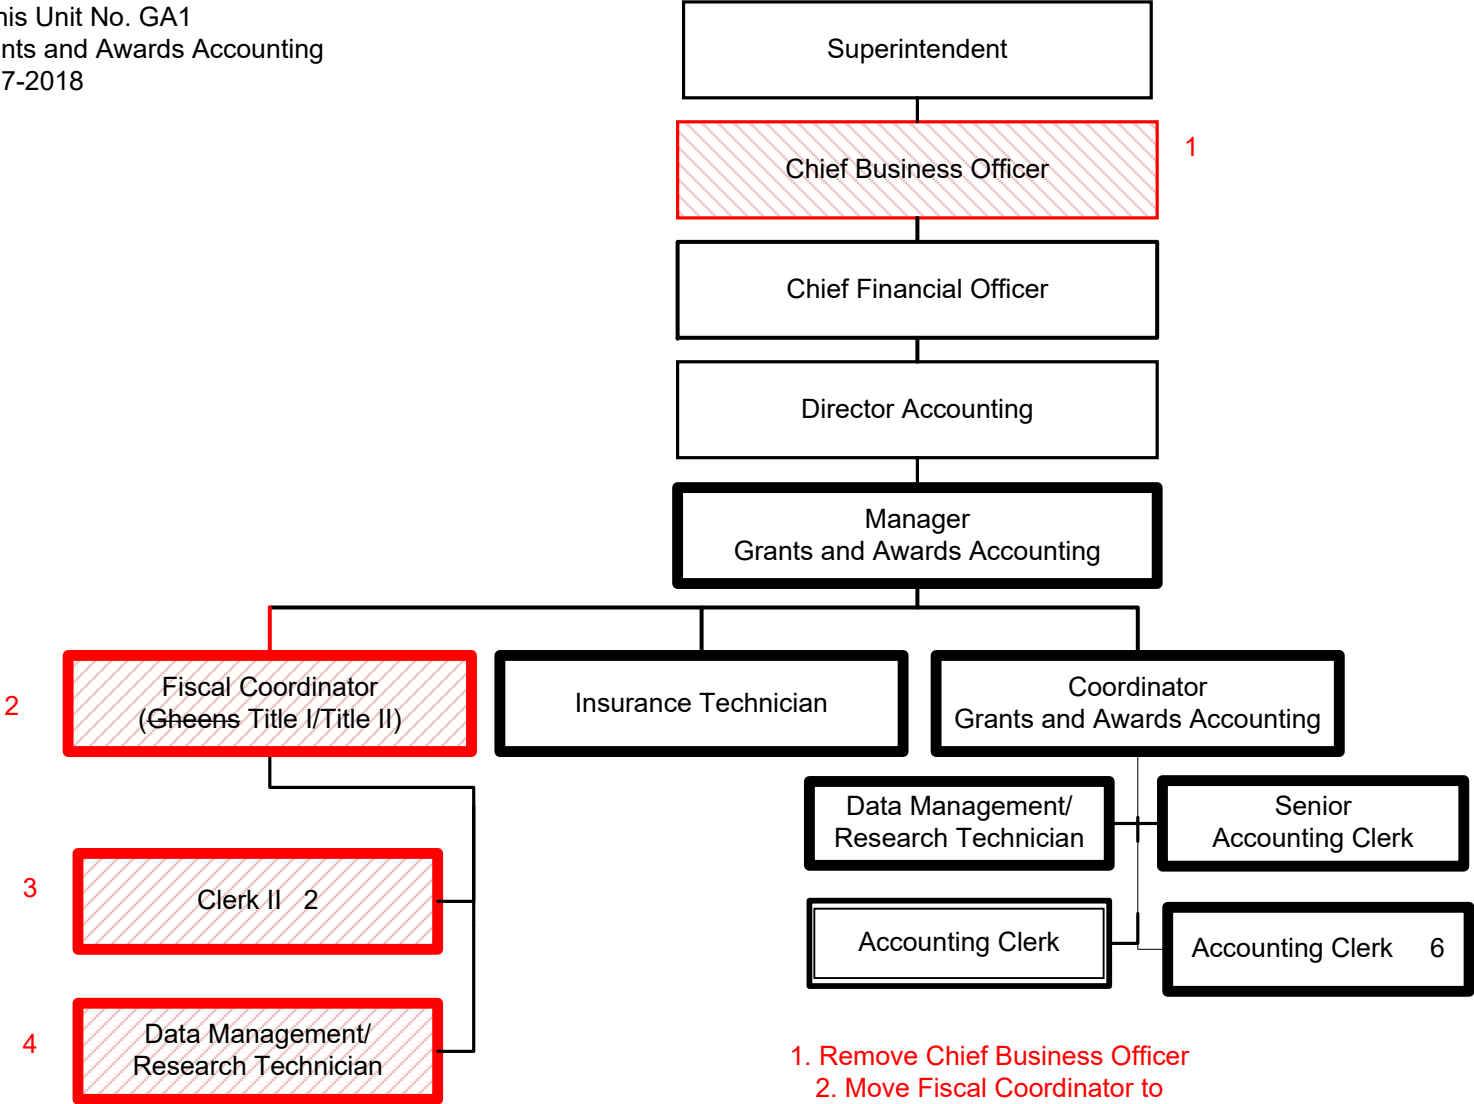 his Unit No. GA1
nts and Awards Accounting
7-2018
Superintendent
Chief Business Officer
1
Chief Financial Officer
Director Accounting
Manager
Grants and Awards Accounting
2
Fiscal Coordinator
(Gheens Title I/Title II)
Insurance Technician
Coordinator
Grants and Awards Accounting
Data Management/
Research Technician
Senior
Accounting Clerk
3
Clerk II 2
Accounting Clerk
Accounting Clerk 6
4
Data Management/
Research Technician
1. Remove Chief Business Officer
2. Move Fiscal Coordinator to